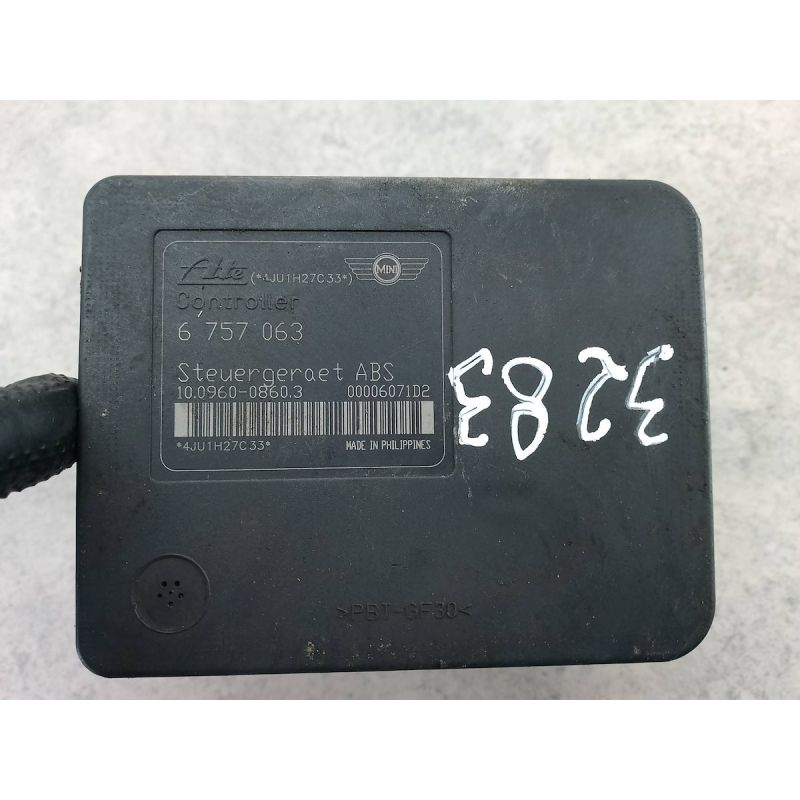 Ate (*4JU1H27C33*) MINI
Controller
6 757 063
Steuergeraet ABS
10.0960-0860.3 00006071D2
*4JU1H27C33* MADE IN PHILIPPINES
3283
>PBT-GF30<